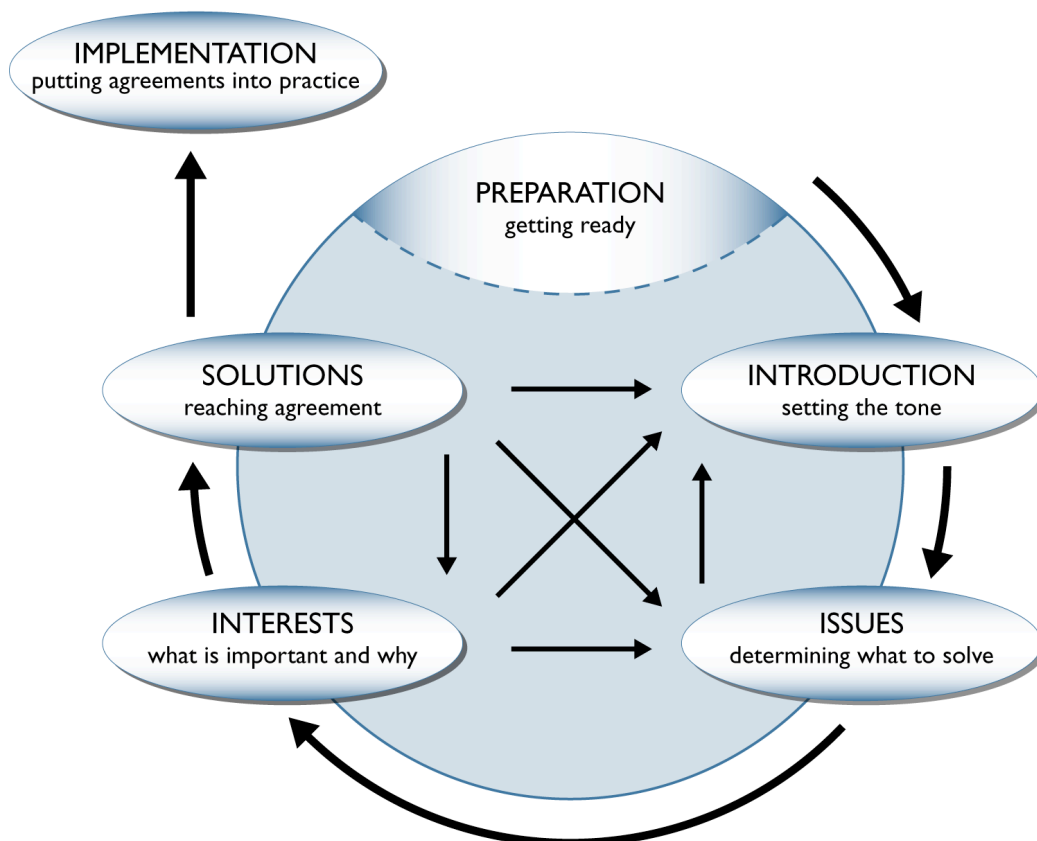 IMPLEMENTATION
putting agreements into practice
PREPARATION
getting ready
SOLUTIONS
reaching agreement
INTRODUCTION
setting the tone
INTERESTS
what is important and why
ISSUES
determining what to solve